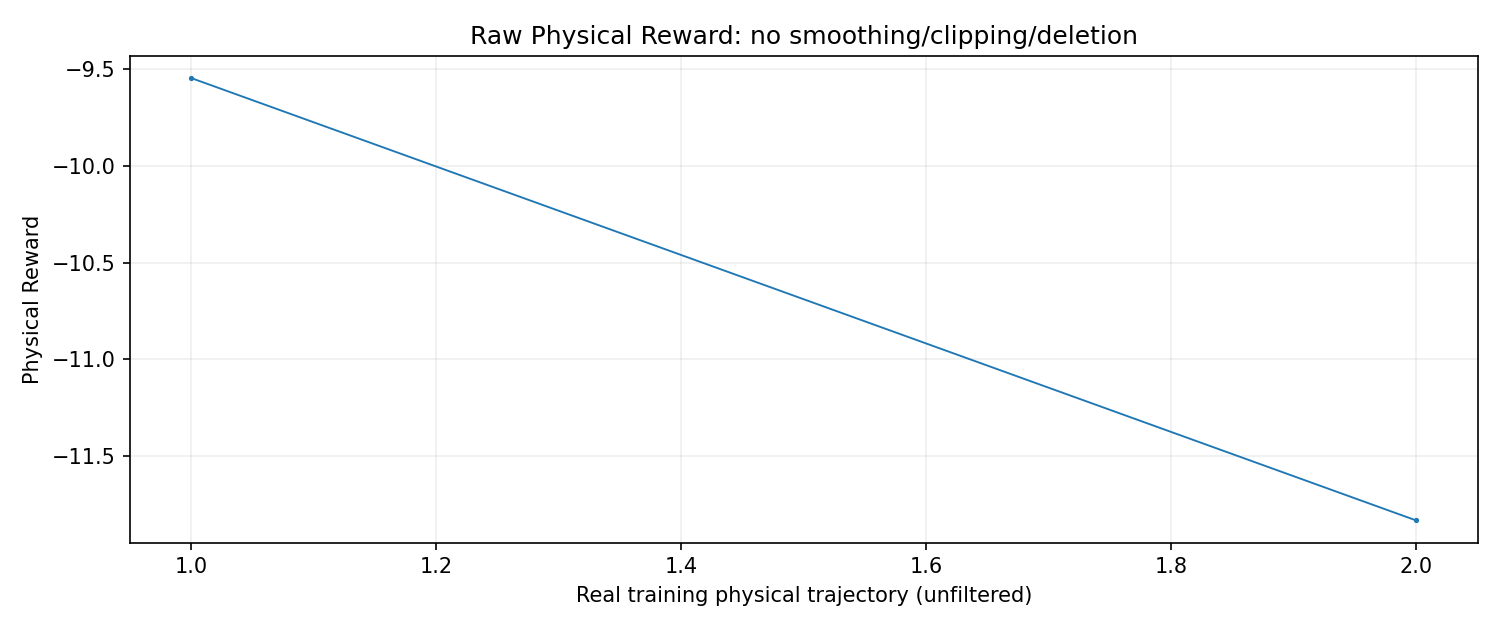 Raw Physical Reward: no smoothing/clipping/deletion
Physical Reward
−9.5
−10.0
−10.5
−11.0
−11.5
1.0 1.2 1.4 1.6 1.8 2.0
Real training physical trajectory (unfiltered)